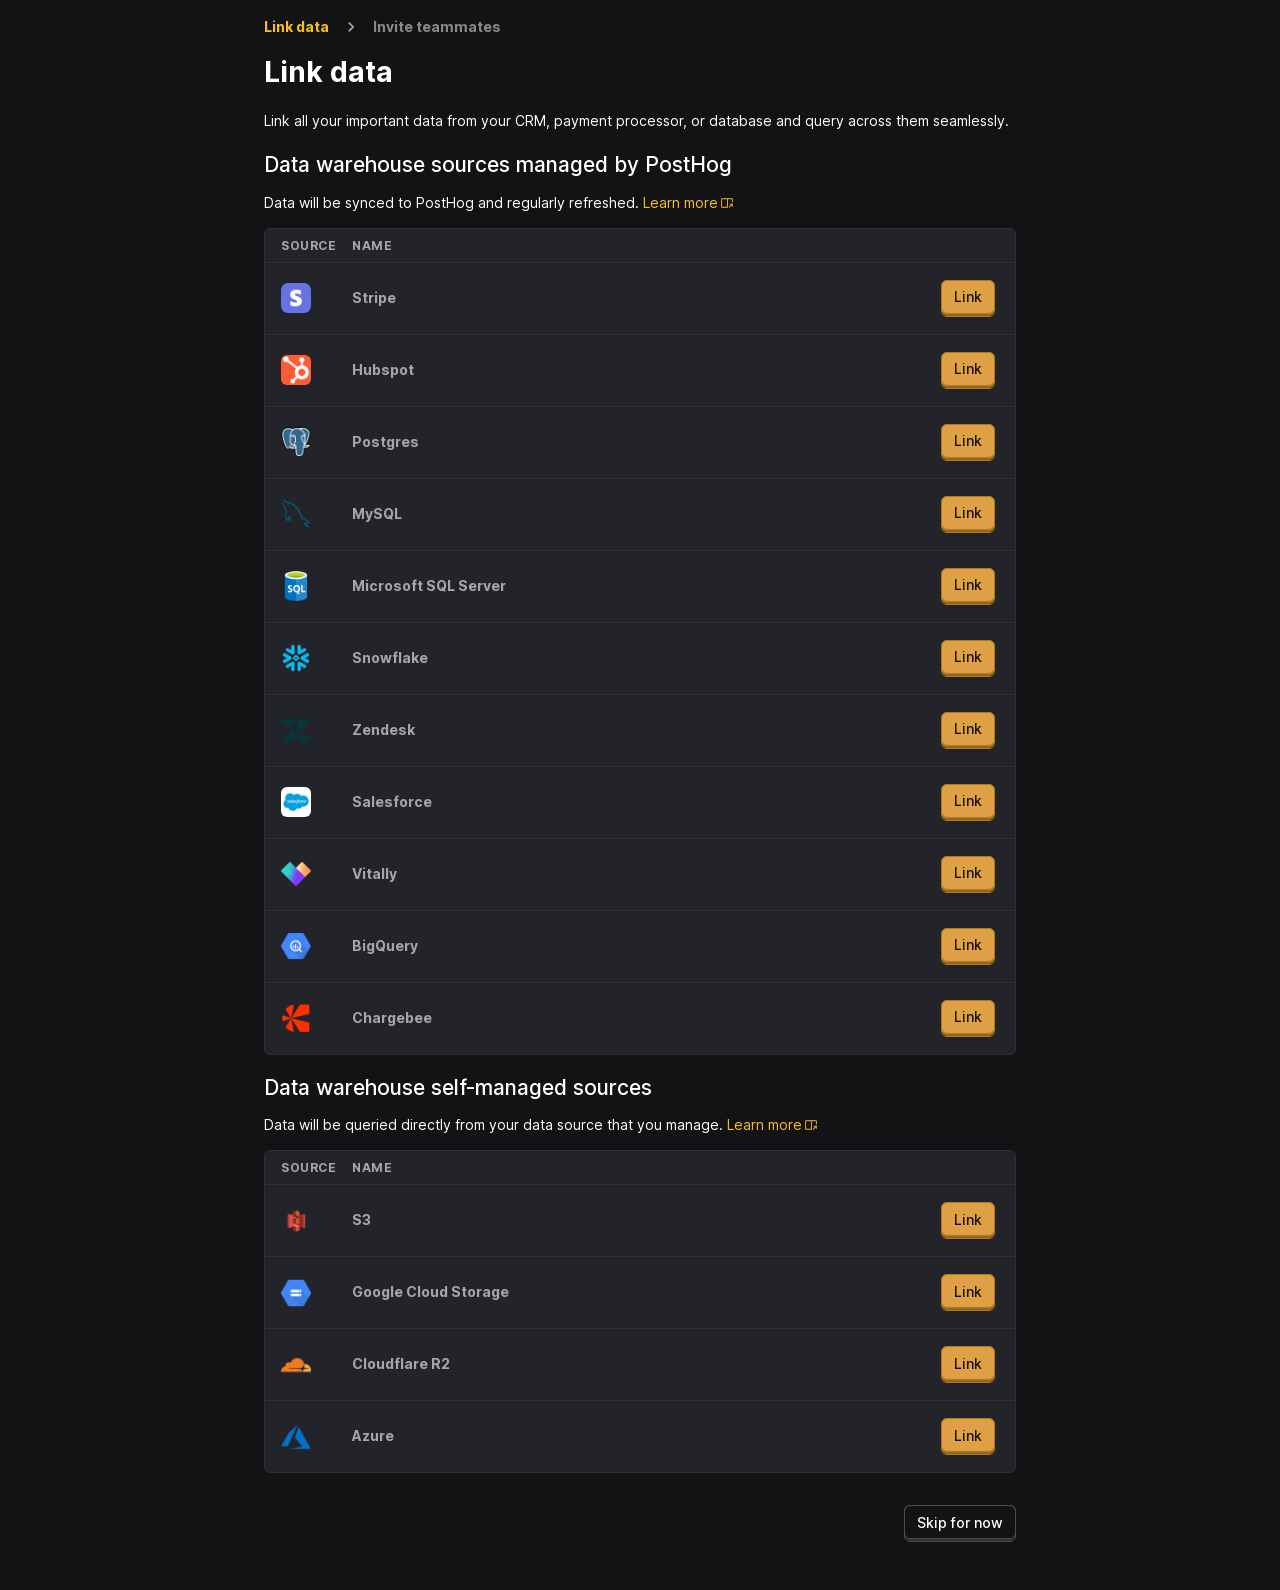 Link data > Invite teammates
Link data
Link all your important data from your CRM, payment processor, or database and query across them seamlessly.
Data warehouse sources managed by PostHog
Data will be synced to PostHog and regularly refreshed. Learn more
SOURCE NAME
S Stripe Link
Hubspot Link
Postgres Link
MySQL Link
SQL Microsoft SQL Server Link
Snowflake Link
Zendesk Link
salesforce Salesforce Link
Vitally Link
BigQuery Link
Chargebee Link
Data warehouse self-managed sources
Data will be queried directly from your data source that you manage. Learn more
SOURCE NAME
S3 Link
Google Cloud Storage Link
Cloudflare R2 Link
Azure Link
Skip for now